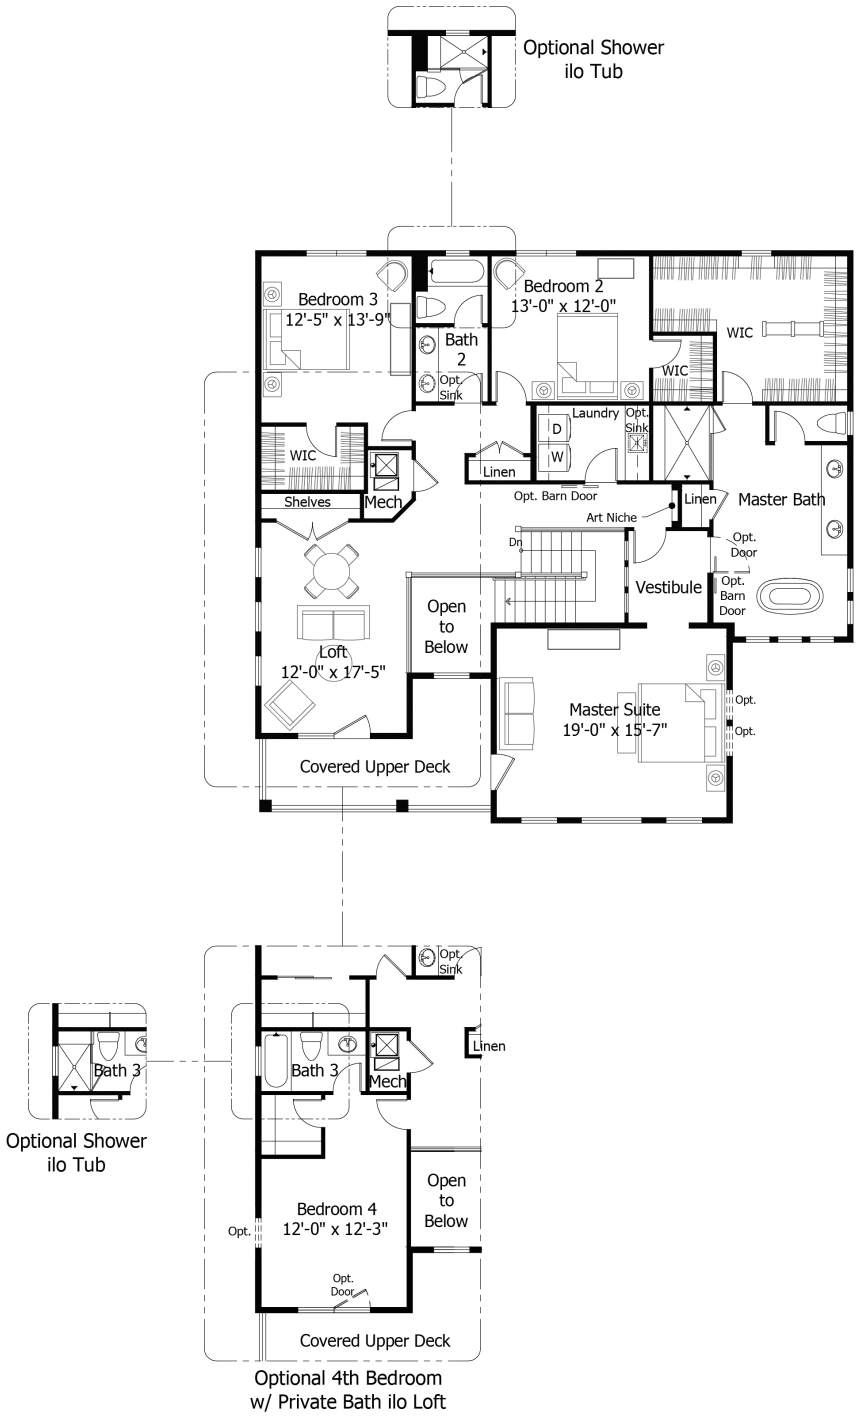 Optional Shower
ilo Tub
Bedroom 3
12'-5" x 13'-9"
Bath
2
Opt.
Sink
Bedroom 2
13'-0" x 12'-0"
WIC
WIC
WIC
Shelves
Mech
Linen
Laundry
D
W
Opt.
Sink
Opt. Barn Door
Art Niche
Linen
Master Bath
Dn
Opt.
Door
Opt.
Barn
Door
Vestibule
Open
to
Below
Loft
12'-0" x 17'-5"
Master Suite
19'-0" x 15'-7"
Opt.
Opt.
Covered Upper Deck
Opt.
Sink
Linen
Bath 3
Optional Shower
ilo Tub
Bath 3
Mech
Open
to
Below
Bedroom 4
12'-0" x 12'-3"
Opt.
Opt.
Door
Covered Upper Deck
Optional 4th Bedroom
w/ Private Bath ilo Loft